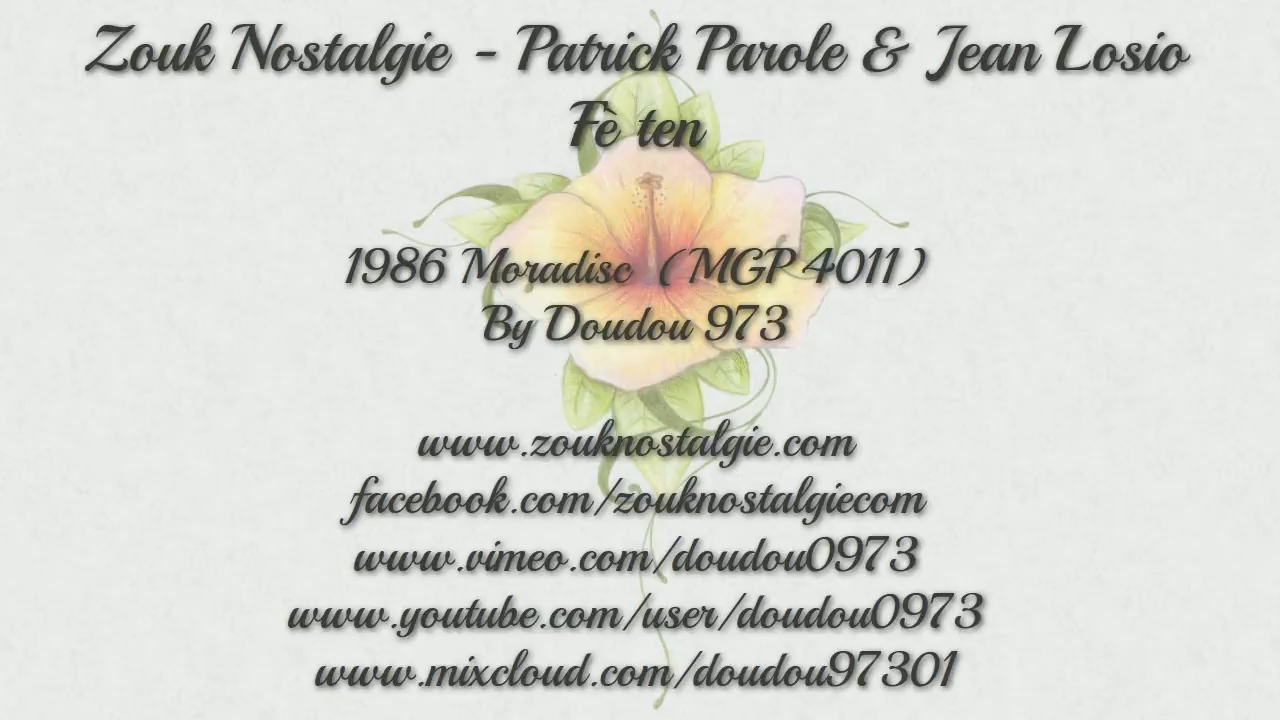 Zouk Nostalgie - Patrick Parole & Jean Losio
Fè ten
1986 Moradisc (MGP 4011)
By Doudou 973
www.zouknostalgie.com
facebook.com/zouknostalgiecom
www.vimeo.com/doudou0973
www.youtube.com/user/doudou0973
www.mixcloud.com/doudou97301